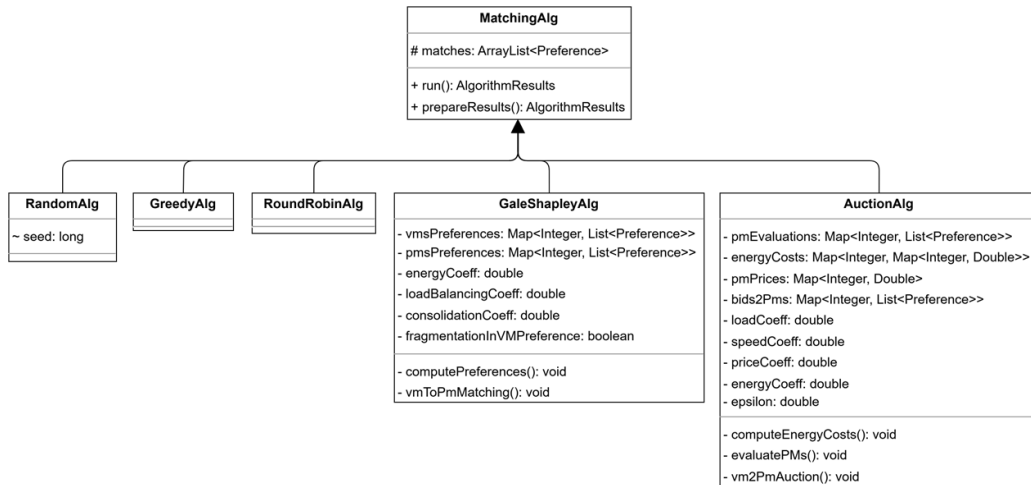 MatchingAlg
# matches: ArrayList<Preference>
+ run(): AlgorithmResults
+ prepareResults(): AlgorithmResults
RandomAlg
~ seed: long
GreedyAlg
RoundRobinAlg
GaleShapleyAlg
- vmsPreferences: Map<Integer, List<Preference>>
- pmsPreferences: Map<Integer, List<Preference>>
- energyCoeff: double
- loadBalancingCoeff: double
- consolidationCoeff: double
- fragmentationInVMPreference: boolean
- computePreferences(): void
- vmToPmMatching(): void
AuctionAlg
- pmEvaluations: Map<Integer, List<Preference>>
- energyCosts: Map<Integer, Map<Integer, Double>>
- pmPrices: Map<Integer, Double>
- bids2Pms: Map<Integer, List<Preference>>
- loadCoeff: double
- speedCoeff: double
- priceCoeff: double
- energyCoeff: double
- epsilon: double
- computeEnergyCosts(): void
- evaluatePMs(): void
- vm2PmAuction(): void